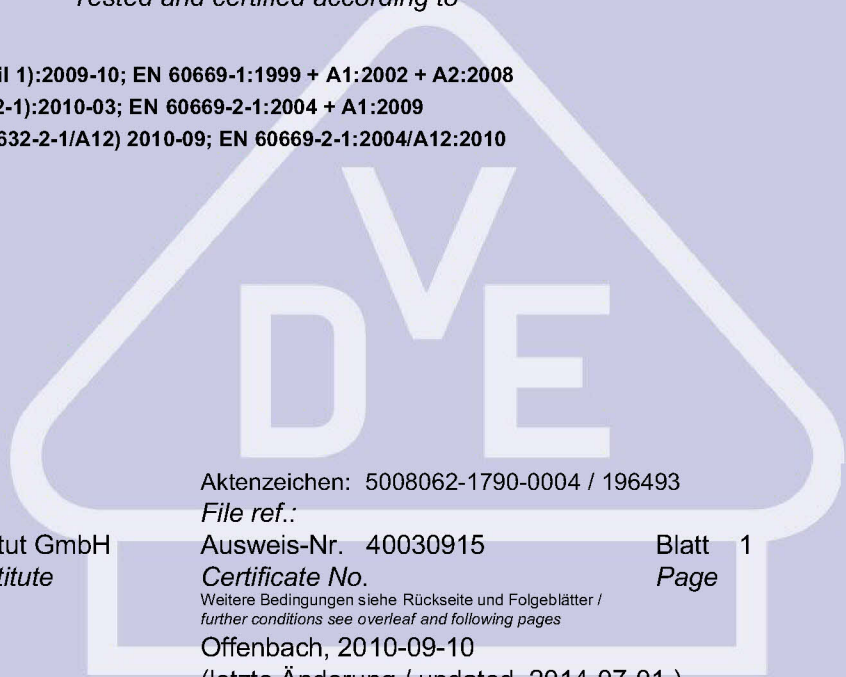 Tested and certified according to
1):2009-10; EN 60669-1:1999 + A1:2002 + A2:2008
2-1):2010-03; EN 60669-2-1:2004 + A1:2009
632-2-1/A12) 2010-09; EN 60669-2-1:2004/A12:2010
V
D E
Aktenzeichen: 5008062-1790-0004 / 196493
File ref.:
tut GmbH Ausweis-Nr. 40030915 Blatt 1
titute Certificate No. Page
Weitere Bedingungen siehe Rückseite und Folgeblätter /
further conditions see overleaf and following pages
Offenbach, 2010-09-10
(letzte Änderung / updated 2014-07-01 )